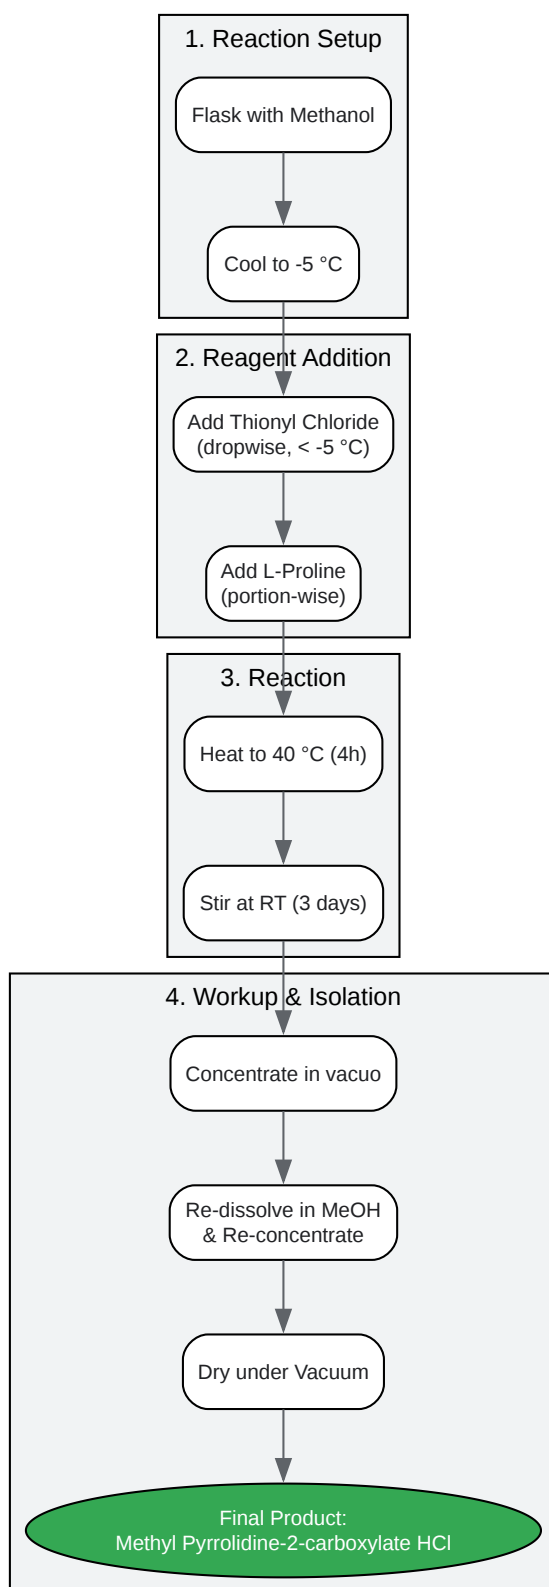 1. Reaction Setup
Flask with Methanol
Cool to -5 °C
2. Reagent Addition
Add Thionyl Chloride
(dropwise, < -5 °C)
Add L-Proline
(portion-wise)
3. Reaction
Heat to 40 °C (4h)
Stir at RT (3 days)
4. Workup & Isolation
Concentrate in vacuo
Re-dissolve in MeOH
& Re-concentrate
Dry under Vacuum
Final Product:
Methyl Pyrrolidine-2-carboxylate HCl